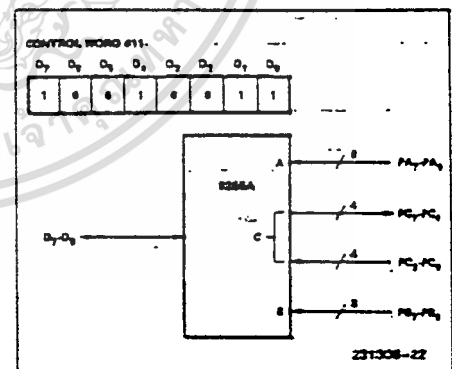 CONTROL WORD #11
D7 D6 D5 D4 D3 D2 D1 D0
1 0 0 1 0 0 1 1
A 8 PA7-PA0
8255A
4 PC7-PC4
D7-D0 C
4 PC3-PC0
B 8 PB7-PB0
231308-22